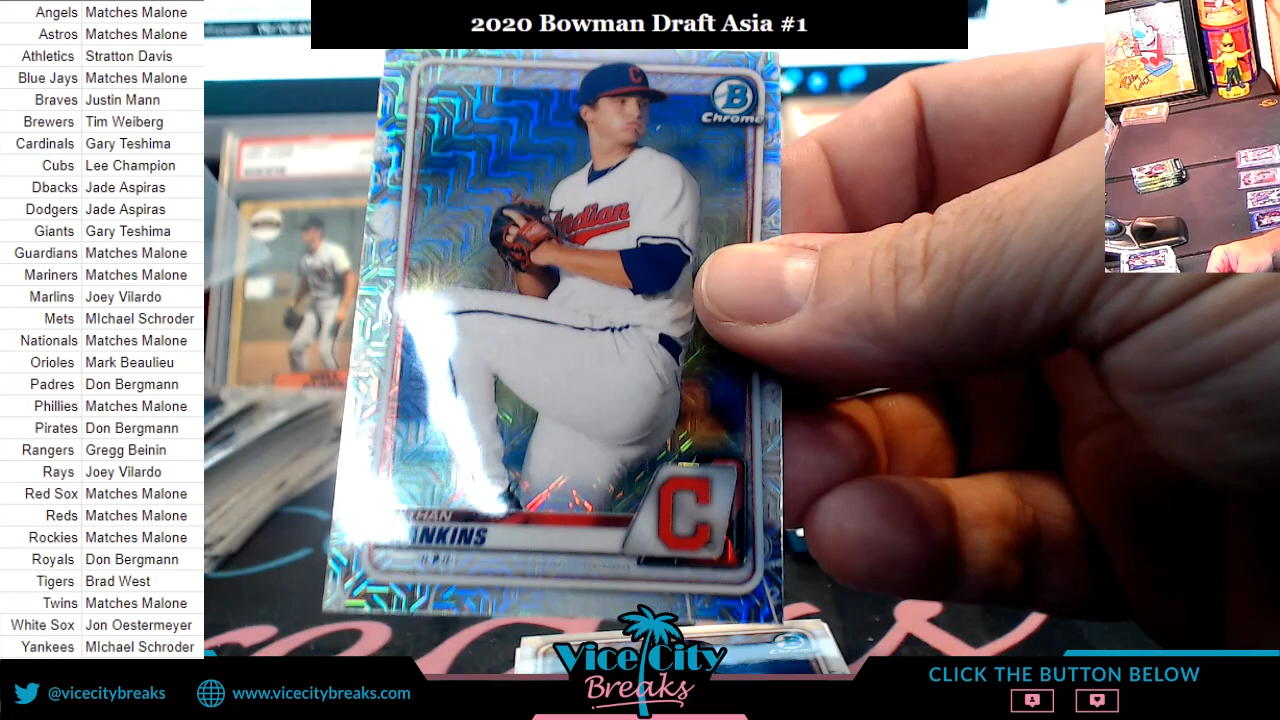 2020 Bowman Draft Asia #1
Angels Matches Malone
Astros Matches Malone
Athletics Stratton Davis
Blue Jays Matches Malone
Braves Justin Mann
Brewers Tim Weiberg
Cardinals Gary Teshima
Cubs Lee Champion
Dbacks Jade Aspiras
Dodgers Jade Aspiras
Giants Gary Teshima
Guardians Matches Malone
Mariners Matches Malone
Marlins Joey Vilardo
Mets MIchael Schroder
Nationals Matches Malone
Orioles Mark Beaulieu
Padres Don Bergmann
Phillies Matches Malone
Pirates Don Bergmann
Rangers Gregg Beinin
Rays Joey Vilardo
Red Sox Matches Malone
Reds Matches Malone
Rockies Matches Malone
Royals Don Bergmann
Tigers Brad West
Twins Matches Malone
White Sox Jon Oestermeyer
Yankees MIchael Schroder
C
B
Chrome
Indian
C
HAN
NKINS
Chrome
Vice City
Breaks
@vicecitybreaks
www.vicecitybreaks.com
CLICK THE BUTTON BELOW